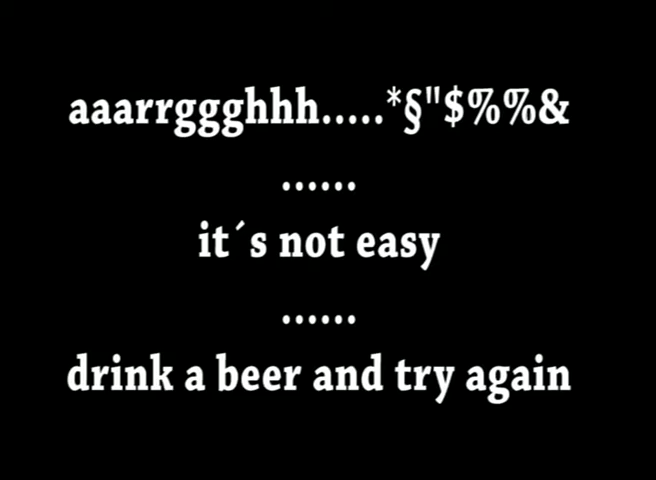 aaarrggghhh.....*§"$%%&
......
it´s not easy
......
drink a beer and try again